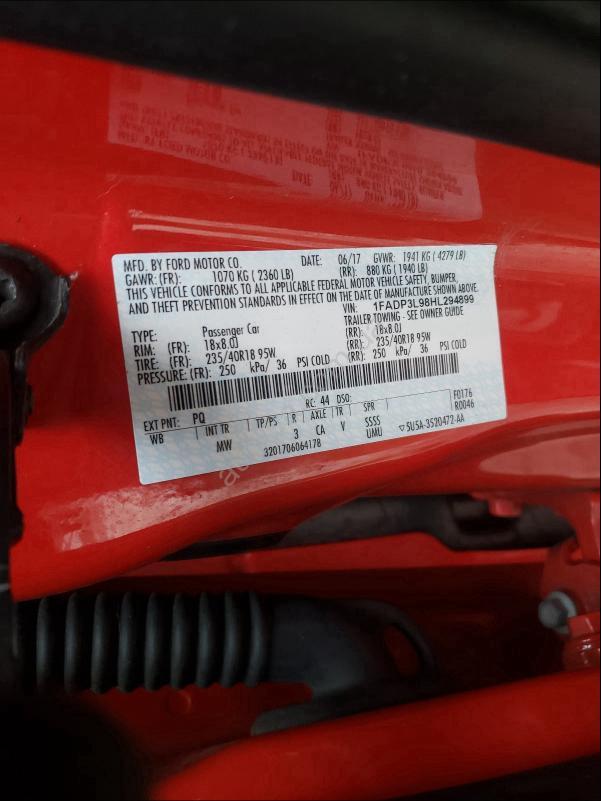 MFD. BY FORD MOTOR CO. DATE: 06/17 GVWR: 1941 KG ( 4279 LB)
GAWR: (FR): 1070 KG ( 2360 LB) (RR): 880 KG ( 1940 LB)
THIS VEHICLE CONFORMS TO ALL APPLICABLE FEDERAL MOTOR VEHICLE SAFETY, BUMPER,
AND THEFT PREVENTION STANDARDS IN EFFECT ON THE DATE OF MANUFACTURE SHOWN ABOVE.
VIN: 1FADP3L98HL294899
TYPE: Passenger Car TRAILER TOWING - SEE OWNER GUIDE
RIM: (FR): 18x8.0J (RR): 18x8.0J
TIRE: (FR): 235/40R18 95W (RR): 235/40R18 95W
PRESSURE: (FR): 250 kPa/ 36 PSI COLD (RR): 250 kPa/ 36 PSI COLD
EXT PNT: PQ RC: 44 DSO: F0176
WB INT TR TP/PS R AXLE TR SPR R0046
MW 3 CA V SSSS
UMU 5U5A-3520472-AA
3201706064178